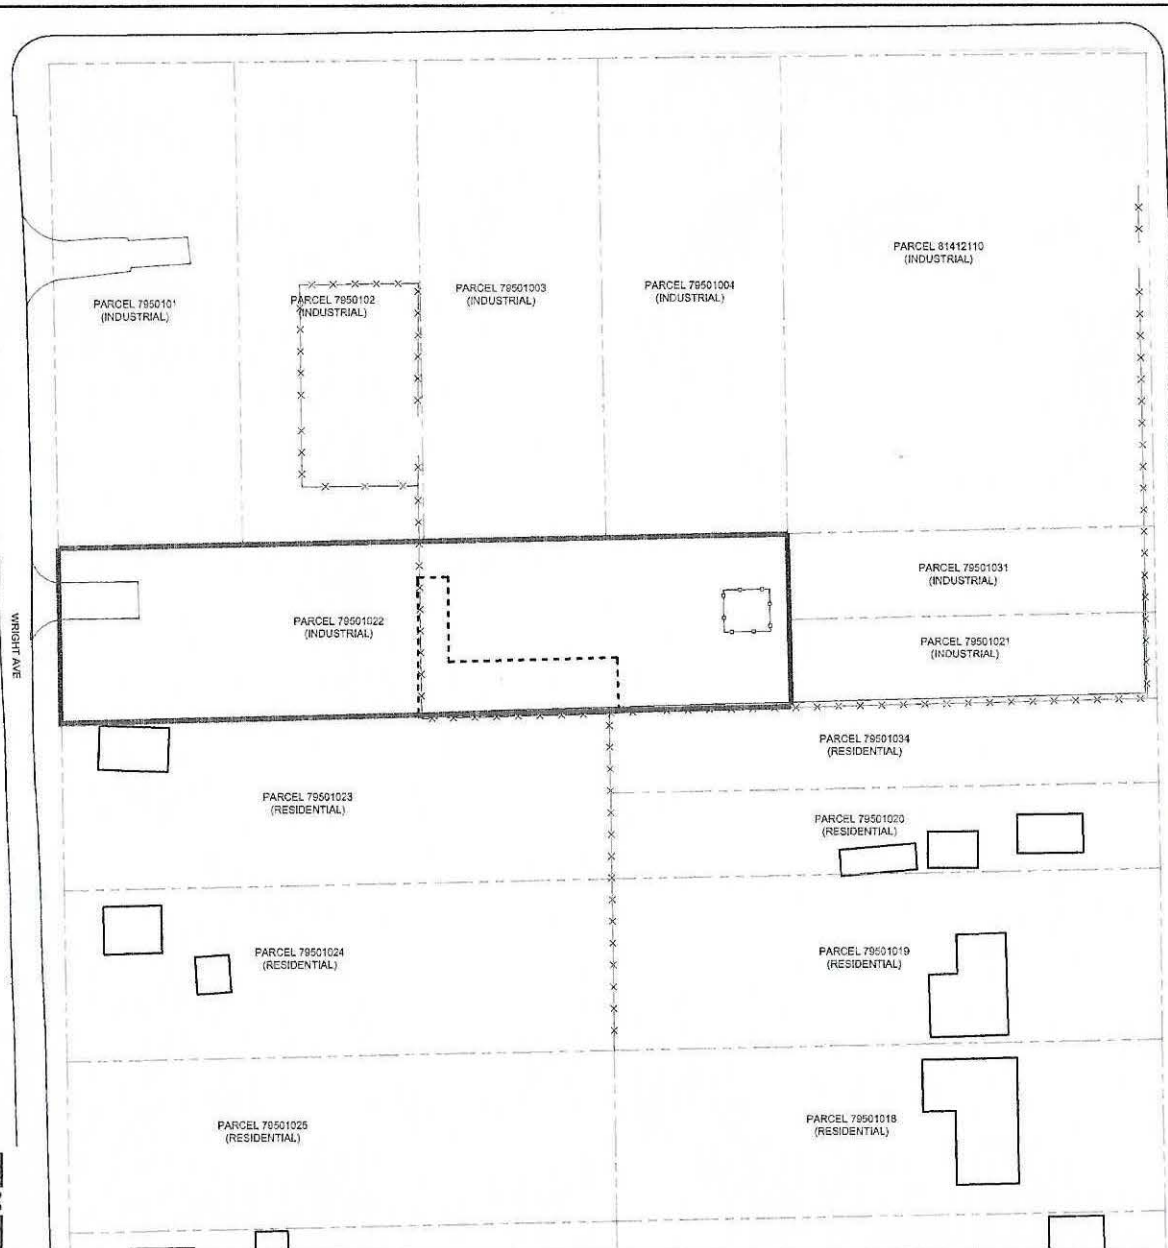 PARCEL 81412110
(INDUSTRIAL)
PARCEL 7950101
(INDUSTRIAL)
PARCEL 7950102
(INDUSTRIAL)
PARCEL 79501003
(INDUSTRIAL)
PARCEL 79501004
(INDUSTRIAL)
PARCEL 79501031
(INDUSTRIAL)
WRIGHT AVE
PARCEL 79501022
(INDUSTRIAL)
PARCEL 79501021
(INDUSTRIAL)
PARCEL 79501034
(RESIDENTIAL)
PARCEL 79501023
(RESIDENTIAL)
PARCEL 79501020
(RESIDENTIAL)
PARCEL 79501024
(RESIDENTIAL)
PARCEL 79501019
(RESIDENTIAL)
PARCEL 79501025
(RESIDENTIAL)
PARCEL 79501018
(RESIDENTIAL)